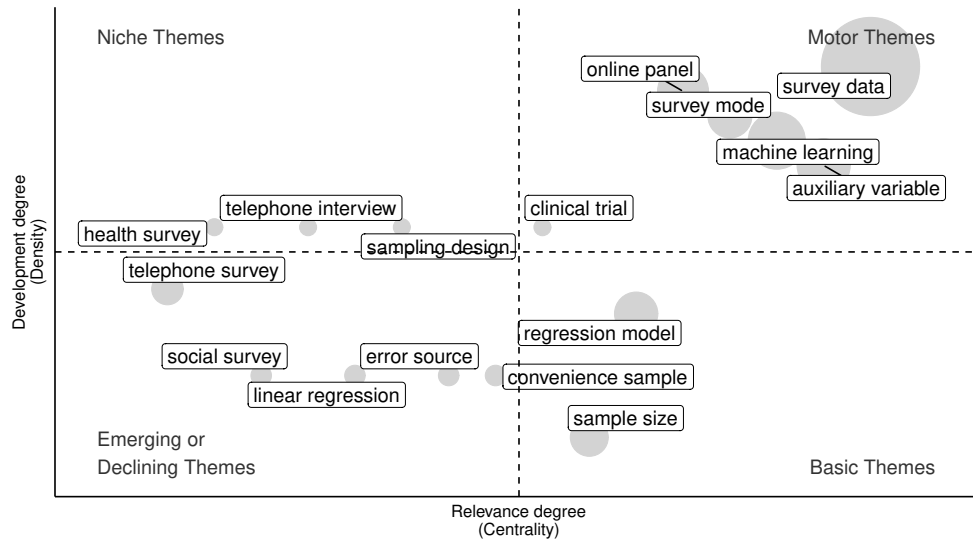 Niche Themes
Motor Themes
online panel
survey data
survey mode
machine learning
auxiliary variable
telephone interview
clinical trial
health survey
sampling design
telephone survey
regression model
social survey
error source
convenience sample
linear regression
sample size
Emerging or
Declining Themes
Basic Themes
Development degree
(Density)
Relevance degree
(Centrality)